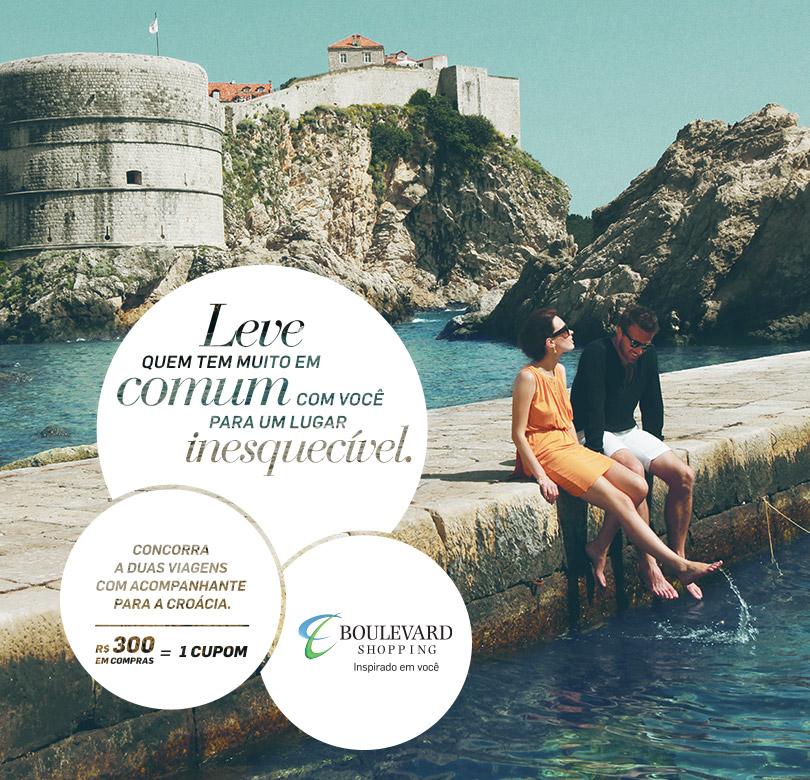 Leve
QUEM TEM MUITO EM
comum COM VOCÊ
PARA UM LUGAR
inesquecível.
CONCORRA
A DUAS VIAGENS
COM ACOMPANHANTE
PARA A CROÁCIA.
R$ 300
EM COMPRAS = 1 CUPOM
BOULEVARD
SHOPPING
Inspirado em você